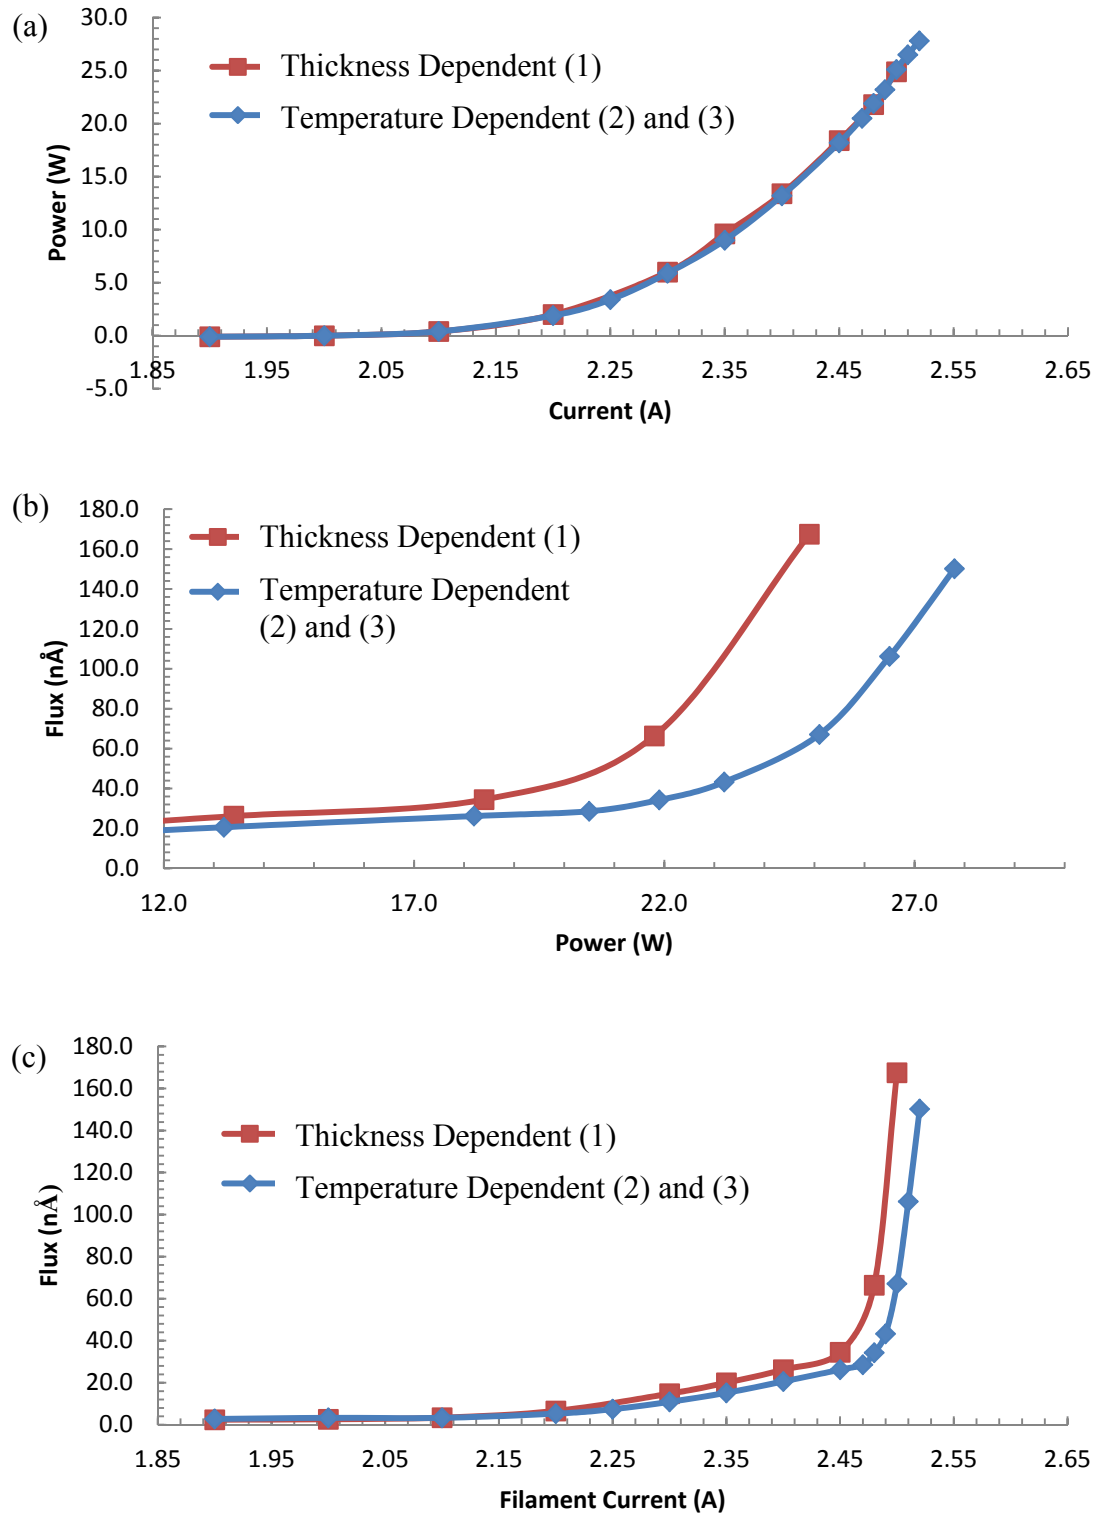 (a)
30.0
25.0
20.0
15.0
10.0
5.0
0.0
-5.0
Power (W)
Thickness Dependent (1)
Temperature Dependent (2) and (3)
1.85 1.95 2.05 2.15 2.25 2.35 2.45 2.55 2.65
Current (A)
(b)
180.0
160.0
140.0
120.0
100.0
80.0
60.0
40.0
20.0
0.0
Flux (nÅ)
Thickness Dependent (1)
Temperature Dependent
(2) and (3)
12.0 17.0 22.0 27.0
Power (W)
(c)
180.0
160.0
140.0
120.0
100.0
80.0
60.0
40.0
20.0
0.0
Flux (nÅ)
Thickness Dependent (1)
Temperature Dependent (2) and (3)
1.85 1.95 2.05 2.15 2.25 2.35 2.45 2.55 2.65
Filament Current (A)